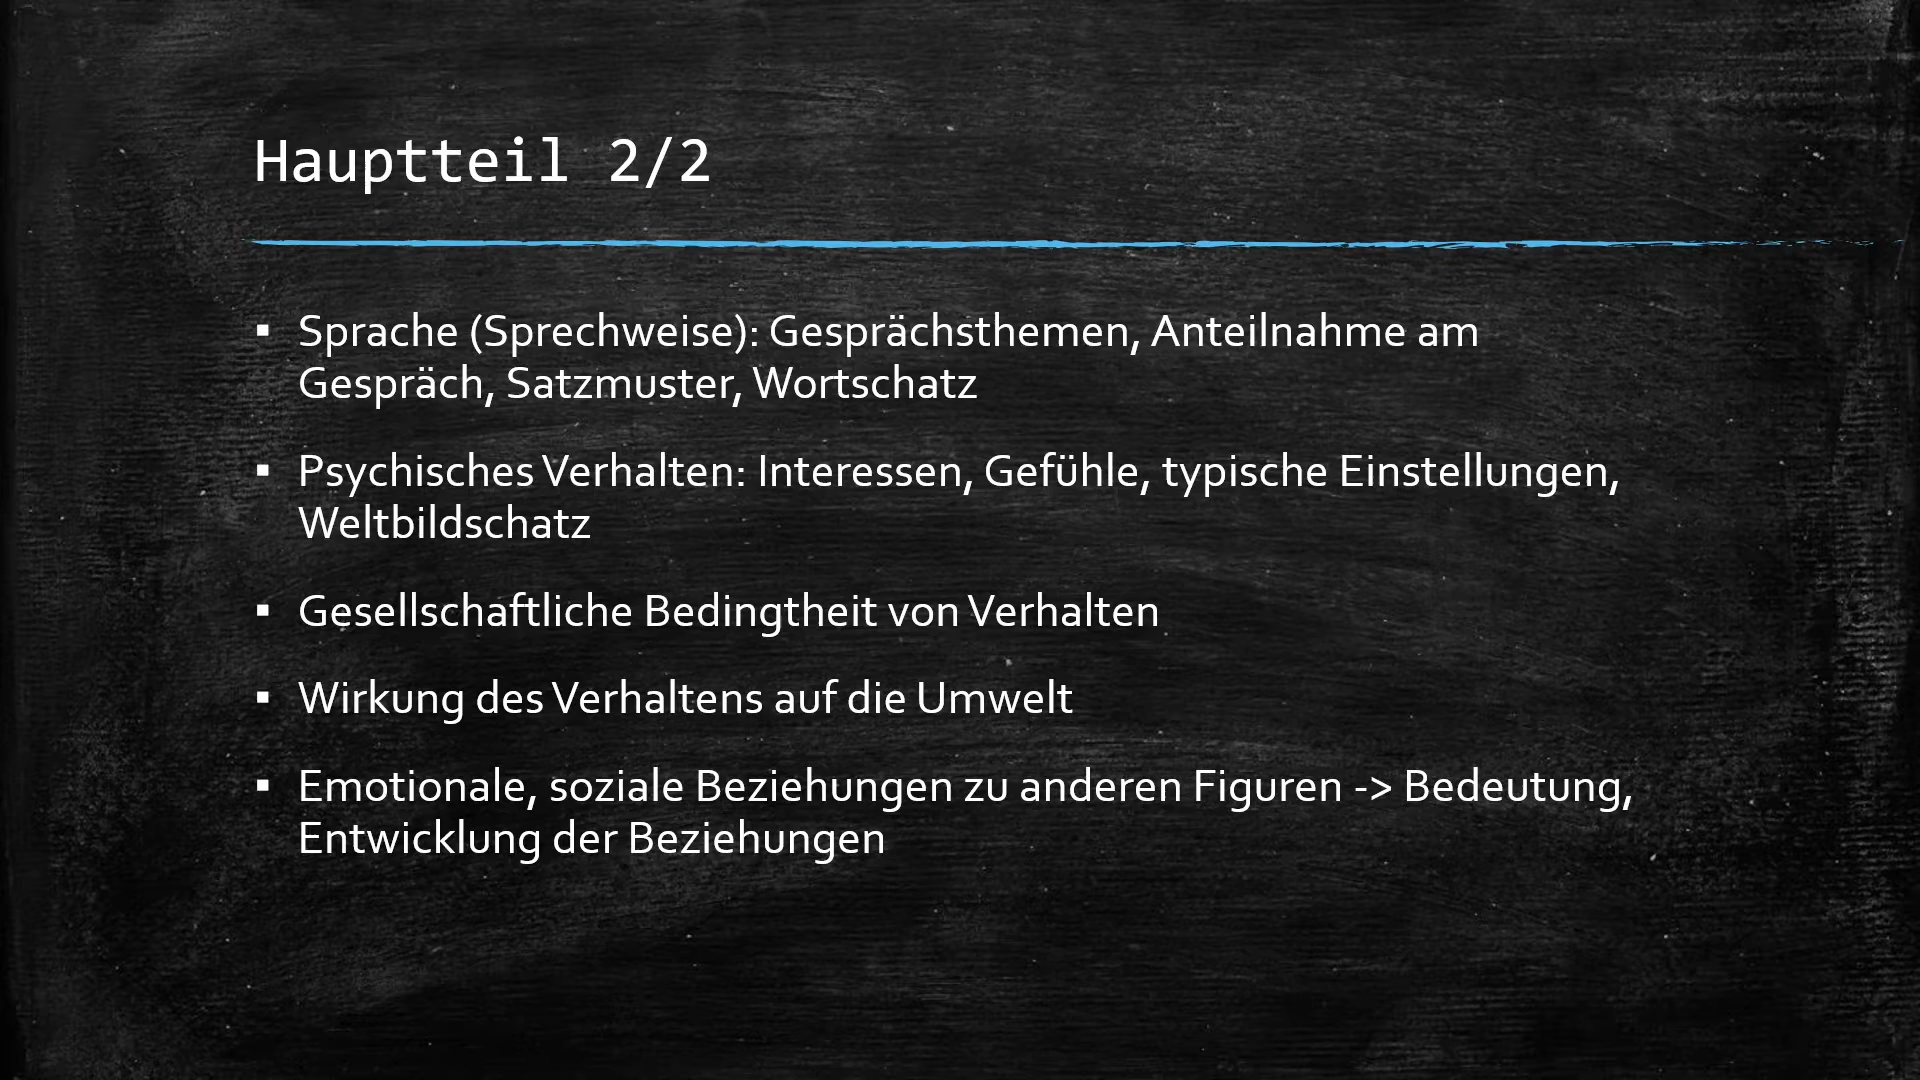 Hauptteil 2/2
▪ Sprache (Sprechweise): Gesprächsthemen, Anteilnahme am
Gespräch, Satzmuster, Wortschatz
▪ Psychisches Verhalten: Interessen, Gefühle, typische Einstellungen,
Weltbildschatz
▪ Gesellschaftliche Bedingtheit von Verhalten
▪ Wirkung des Verhaltens auf die Umwelt
▪ Emotionale, soziale Beziehungen zu anderen Figuren -> Bedeutung,
Entwicklung der Beziehungen